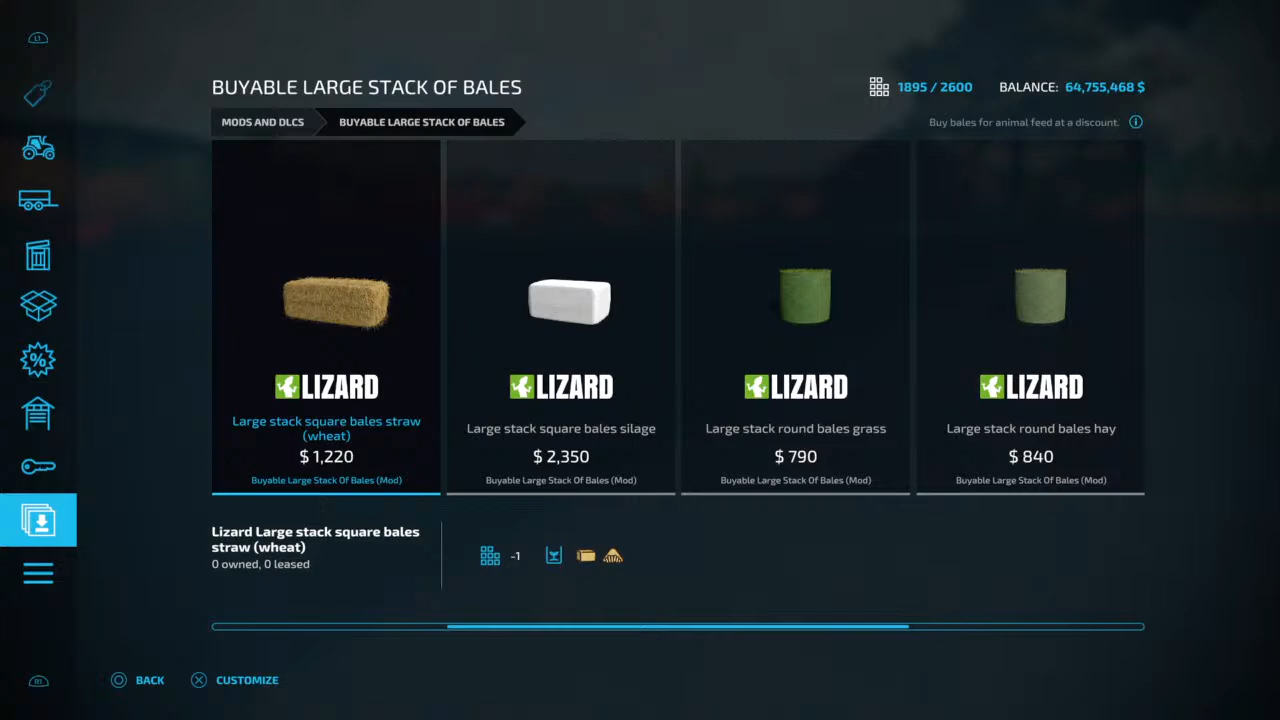 L1
BUYABLE LARGE STACK OF BALES
1895 / 2600 BALANCE: 64,755,468 $
MODS AND DLCS BUYABLE LARGE STACK OF BALES
Buy bales for animal feed at a discount.
LIZARD
Large stack square bales straw
(wheat)
$ 1,220
Buyable Large Stack Of Bales (Mod)
LIZARD
Large stack square bales silage
$ 2,350
Buyable Large Stack Of Bales (Mod)
LIZARD
Large stack round bales grass
$ 790
Buyable Large Stack Of Bales (Mod)
LIZARD
Large stack round bales hay
$ 840
Buyable Large Stack Of Bales (Mod)
Lizard Large stack square bales
straw (wheat)
0 owned, 0 leased
-1
R1
BACK CUSTOMIZE